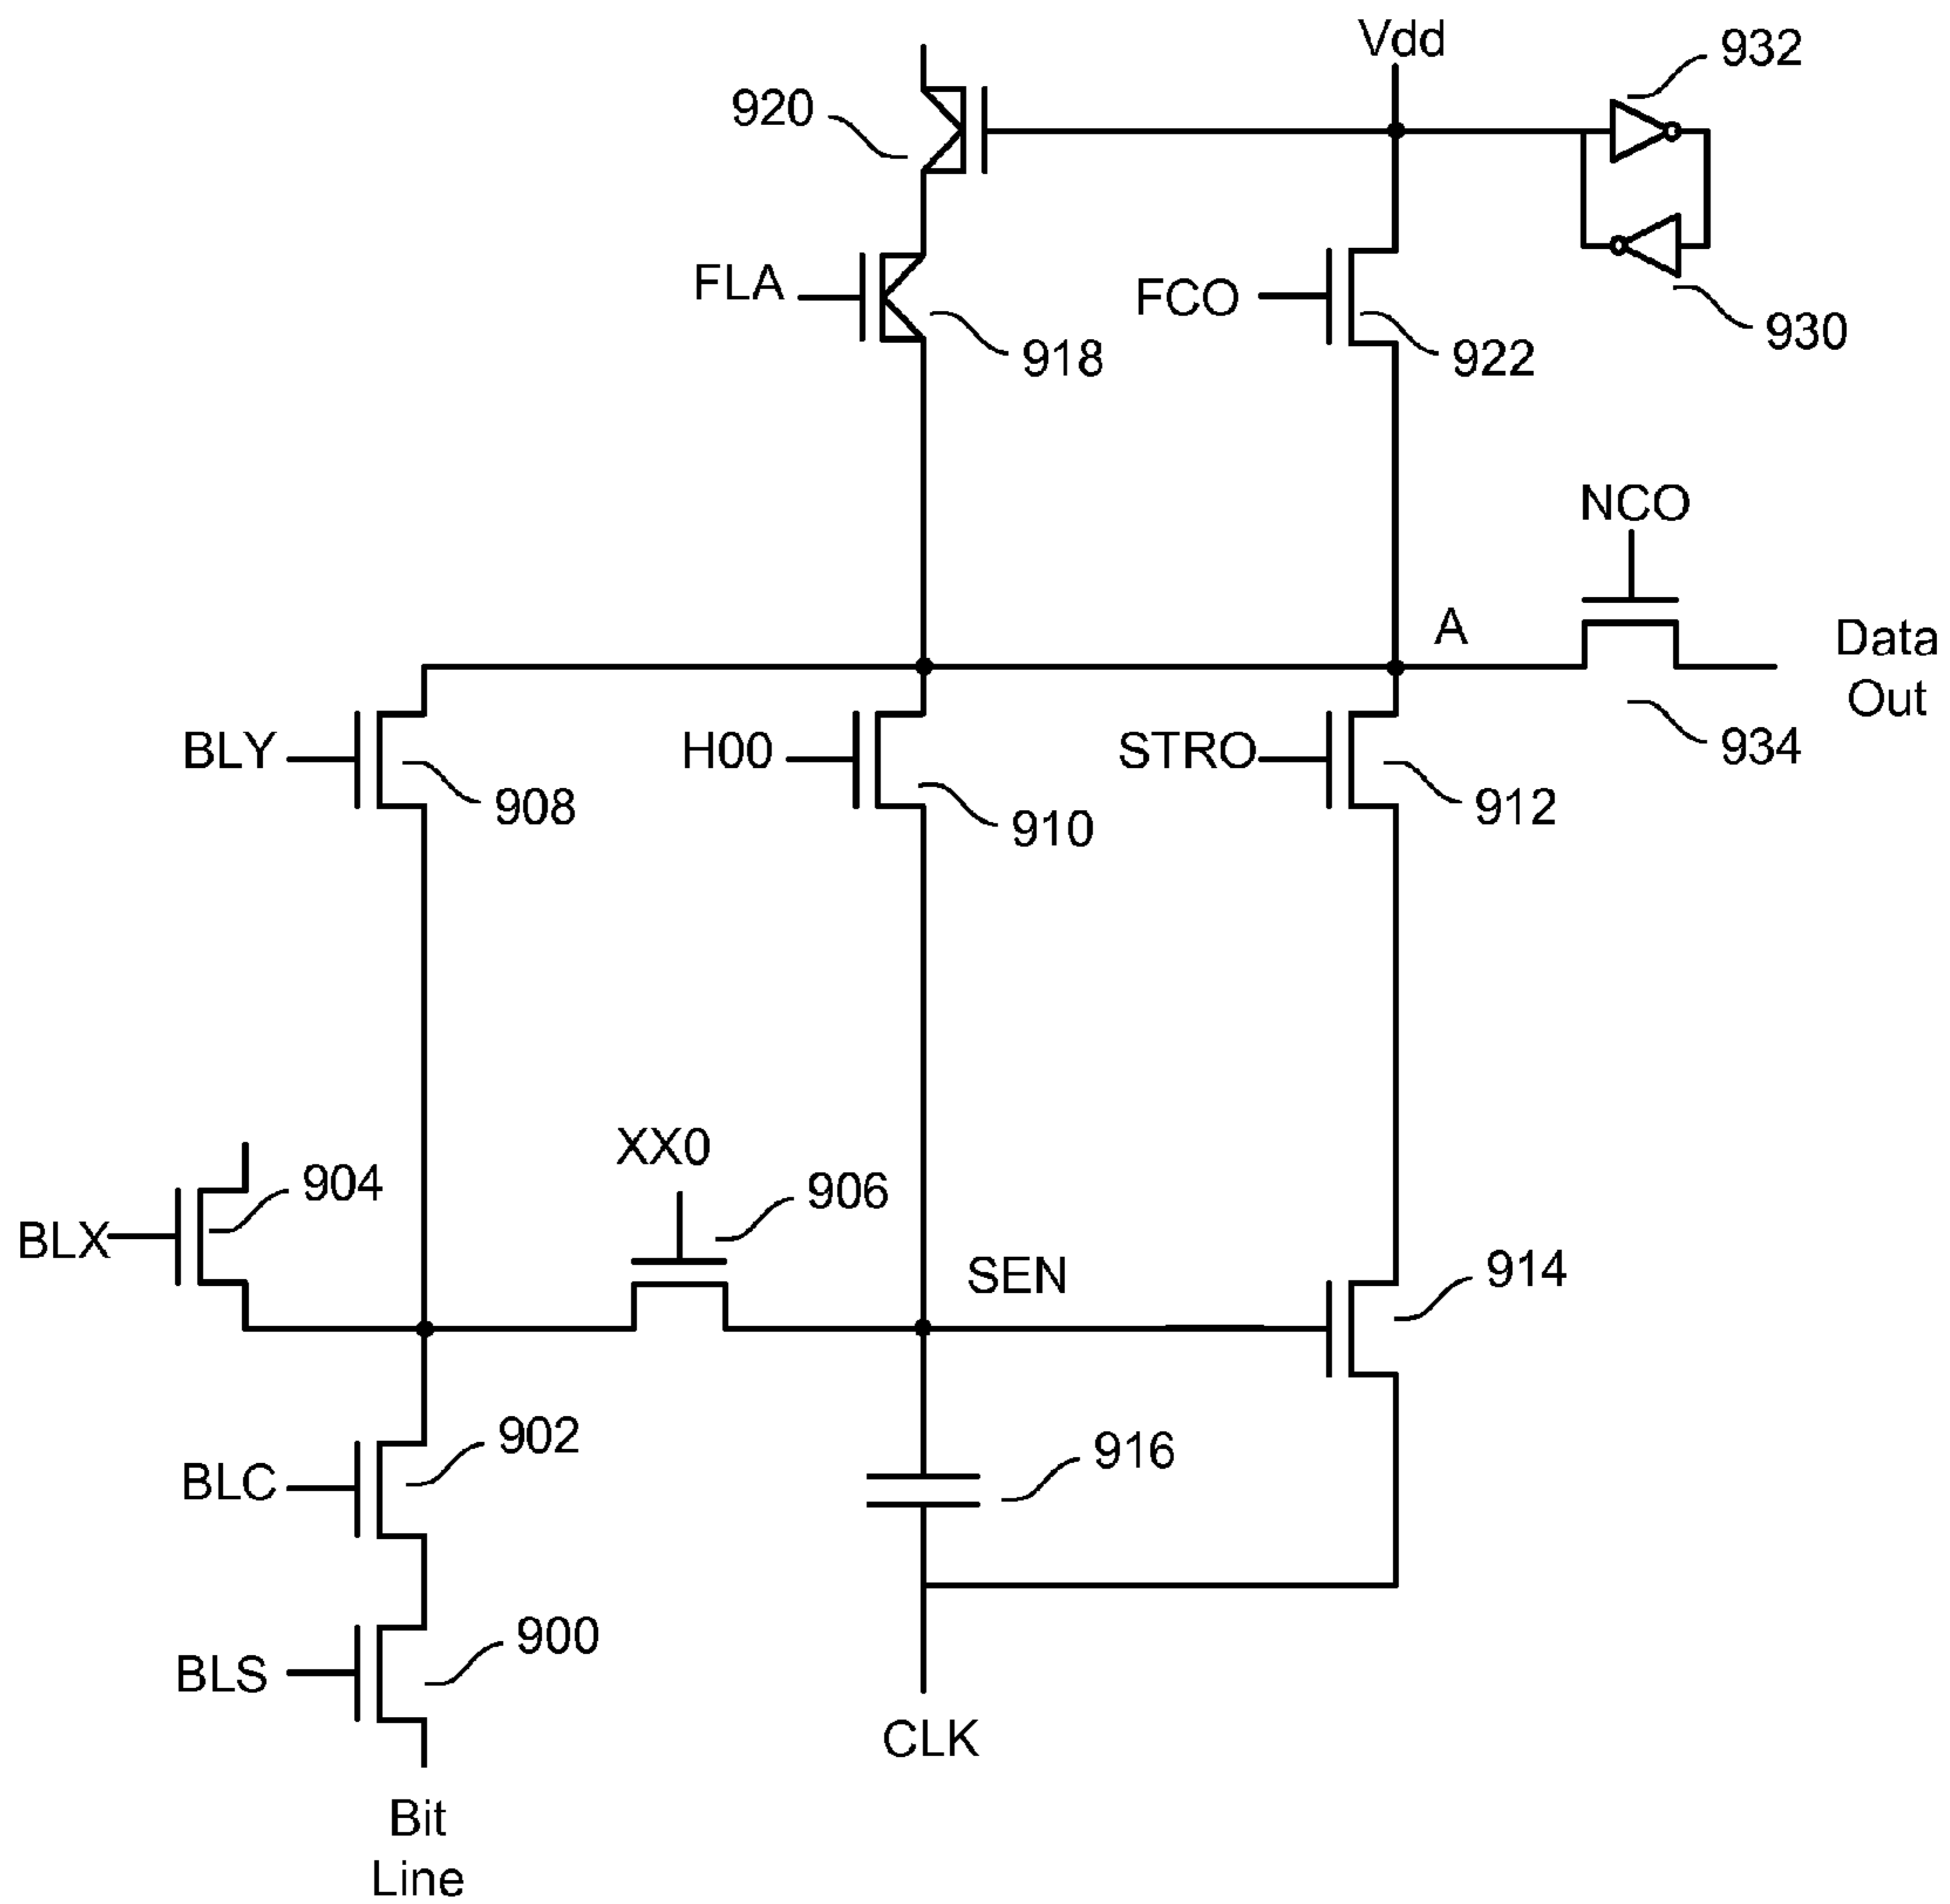 Vdd
932
920
FLA
FCO
930
918
922
NCO
A
Data
Out
BLY
H00
STRO
934
908
910
912
XX0
904
906
BLX
SEN
914
902
916
BLC
900
BLS
CLK
Bit
Line